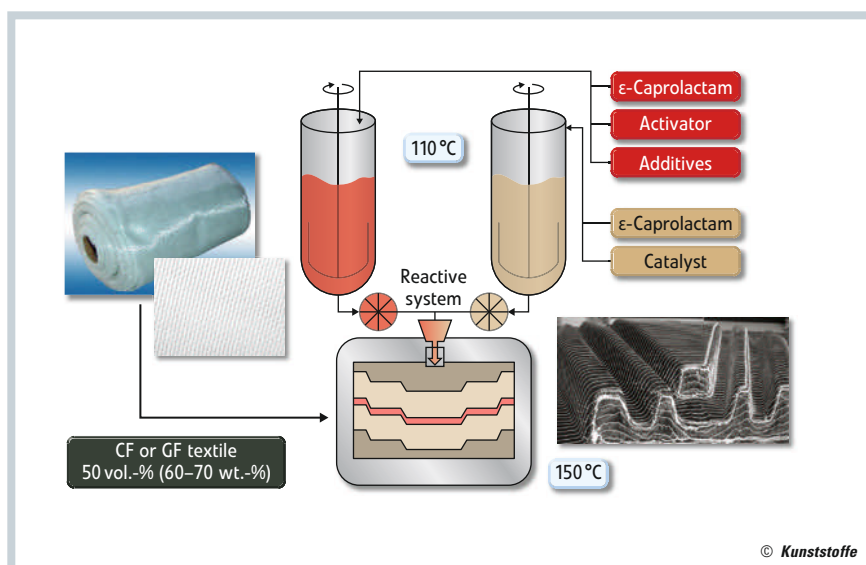 ε-Caprolactam
Activator
110 °C
Additives
ε-Caprolactam
Catalyst
Reactive
system
CF or GF textile
50 vol.-% (60–70 wt.-%)
150 °C
© Kunststoffe